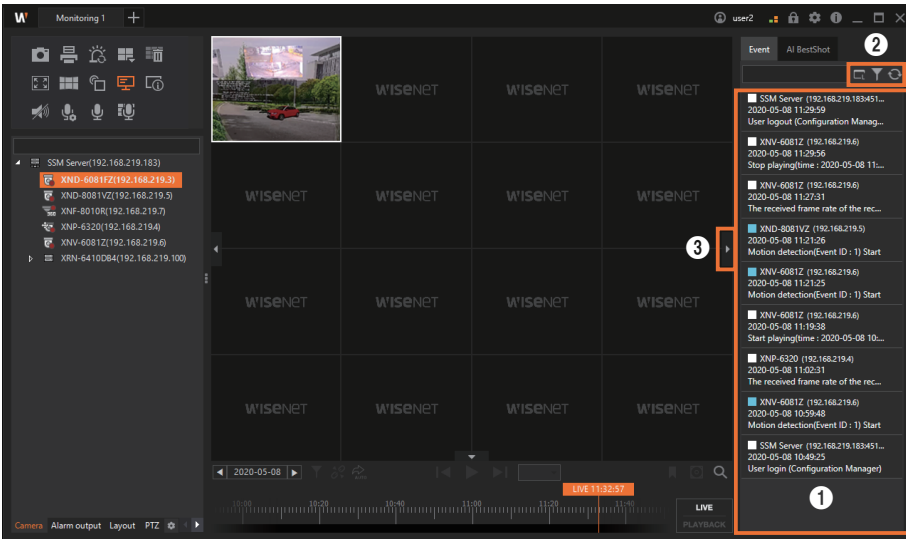 Monitoring 1
user2
Event
AI BestShot
2
SSM Server (192.168.219.183:451...
2020-05-08 11:29:59
User logout (Configuration Manag...
XNV-6081Z (192.168.219.6)
2020-05-08 11:29:56
Stop playing(time : 2020-05-08 11:...
XNV-6081Z (192.168.219.6)
2020-05-08 11:27:31
The received frame rate of the rec...
XND-8081VZ (192.168.219.5)
2020-05-08 11:21:26
Motion detection(Event ID : 1) Start
XNV-6081Z (192.168.219.6)
2020-05-08 11:21:25
Motion detection(Event ID : 1) Start
XNV-6081Z (192.168.219.6)
2020-05-08 11:19:38
Start playing(time : 2020-05-08 10:...
XNP-6320 (192.168.219.4)
2020-05-08 11:02:31
The received frame rate of the rec...
XNV-6081Z (192.168.219.6)
2020-05-08 10:59:48
Motion detection(Event ID : 1) Start
SSM Server (192.168.219.183:451...
2020-05-08 10:49:25
User login (Configuration Manager)
1
3
SSM Server(192.168.219.183)
XND-6081FZ(192.168.219.3)
XND-8081VZ(192.168.219.5)
XNF-8010R(192.168.219.7)
XNP-6320(192.168.219.4)
XNV-6081Z(192.168.219.6)
XRN-6410DB4(192.168.219.100)
WISENET WISENET WISENET
WISENET WISENET WISENET WISENET
WISENET WISENET WISENET WISENET
WISENET WISENET WISENET WISENET
2020-05-08
LIVE 11:32:57
10:20 10:40 11:00 11:20 11:40
LIVE
PLAYBACK
Camera Alarm output Layout PTZ